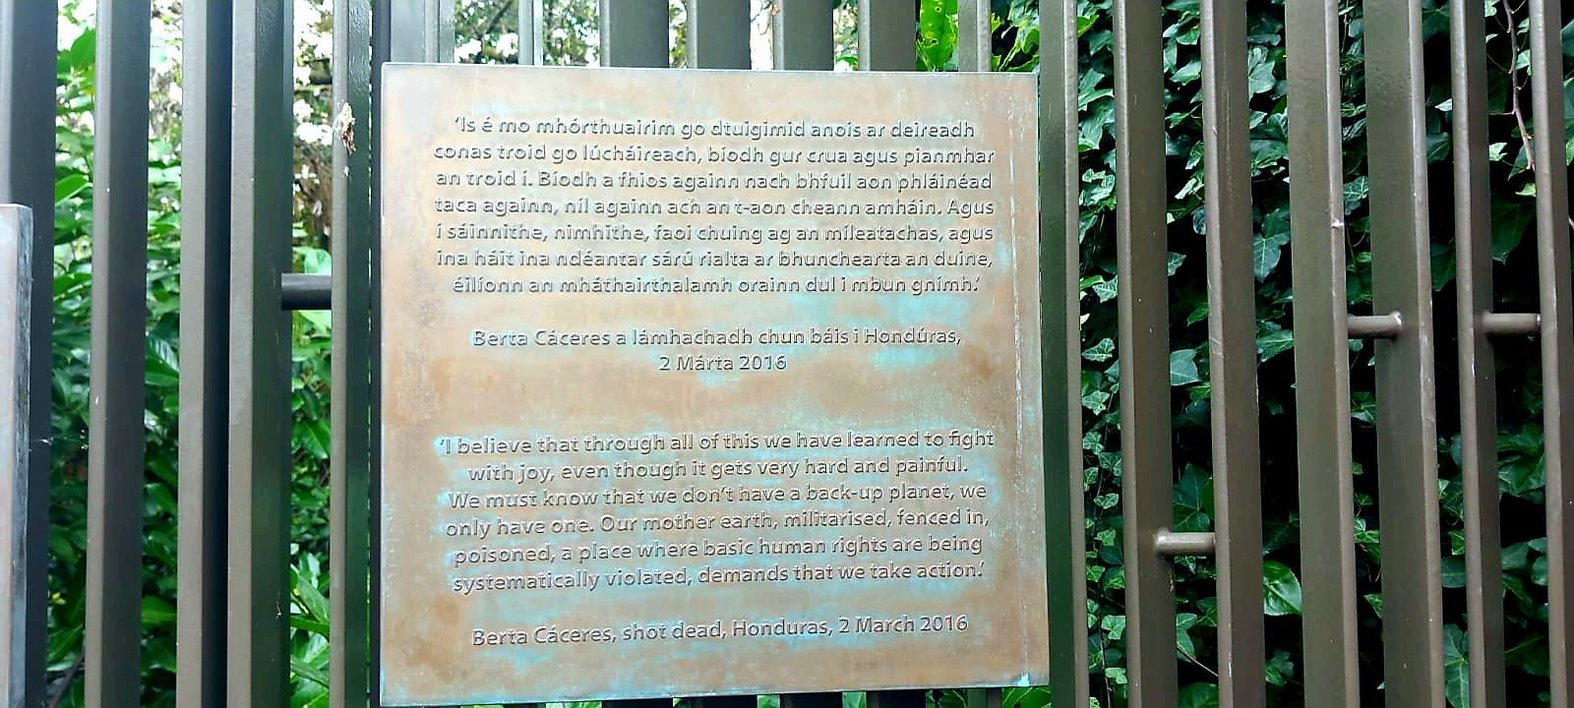 ‘Is é mo mhórthuairim go dtuigimid anois ar deireadh
conas troid go lúcháireach, bíodh gur crua agus pianmhar
an troid í. Bíodh a fhios againn nach bhfuil aon phláinéad
taca againn, níl againn ach an t-aon cheann amháin. Agus
í sáinnithe, nimhithe, faoi chuing ag an míleatachas, agus
ina háit ina ndéantar sárú rialta ar bhunchearta an duine,
éilíonn an mháthairthalamh orainn dul i mbun gnímh.’
Berta Cáceres a lámhachadh chun báis i Hondúras,
2 Márta 2016
‘I believe that through all of this we have learned to fight
with joy, even though it gets very hard and painful.
We must know that we don’t have a back-up planet, we
only have one. Our mother earth, militarised, fenced in,
poisoned, a place where basic human rights are being
systematically violated, demands that we take action.’
Berta Cáceres, shot dead, Honduras, 2 March 2016